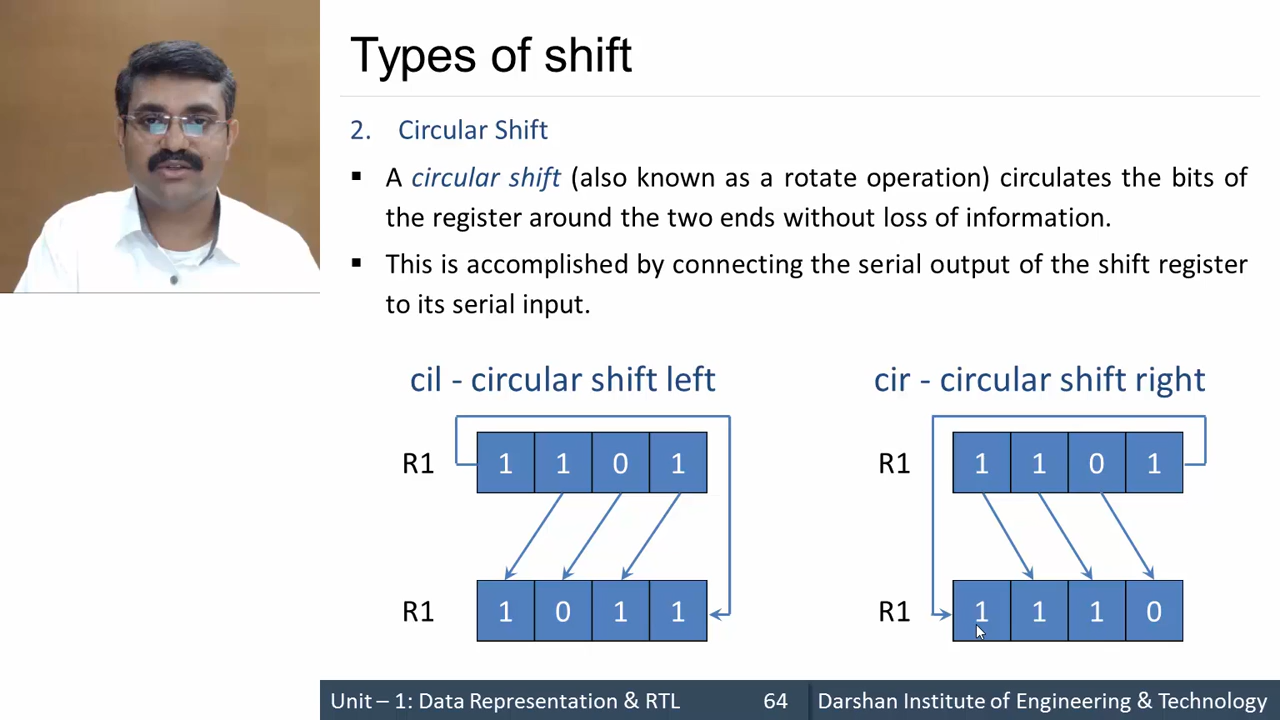 Types of shift
2. Circular Shift
▪ A circular shift (also known as a rotate operation) circulates the bits of
the register around the two ends without loss of information.
▪ This is accomplished by connecting the serial output of the shift register
to its serial input.
cil - circular shift left
cir - circular shift right
R1 1 1 0 1
R1 1 1 0 1
R1 1 0 1 1
R1 1 1 1 0
Unit – 1: Data Representation & RTL 64 Darshan Institute of Engineering & Technology